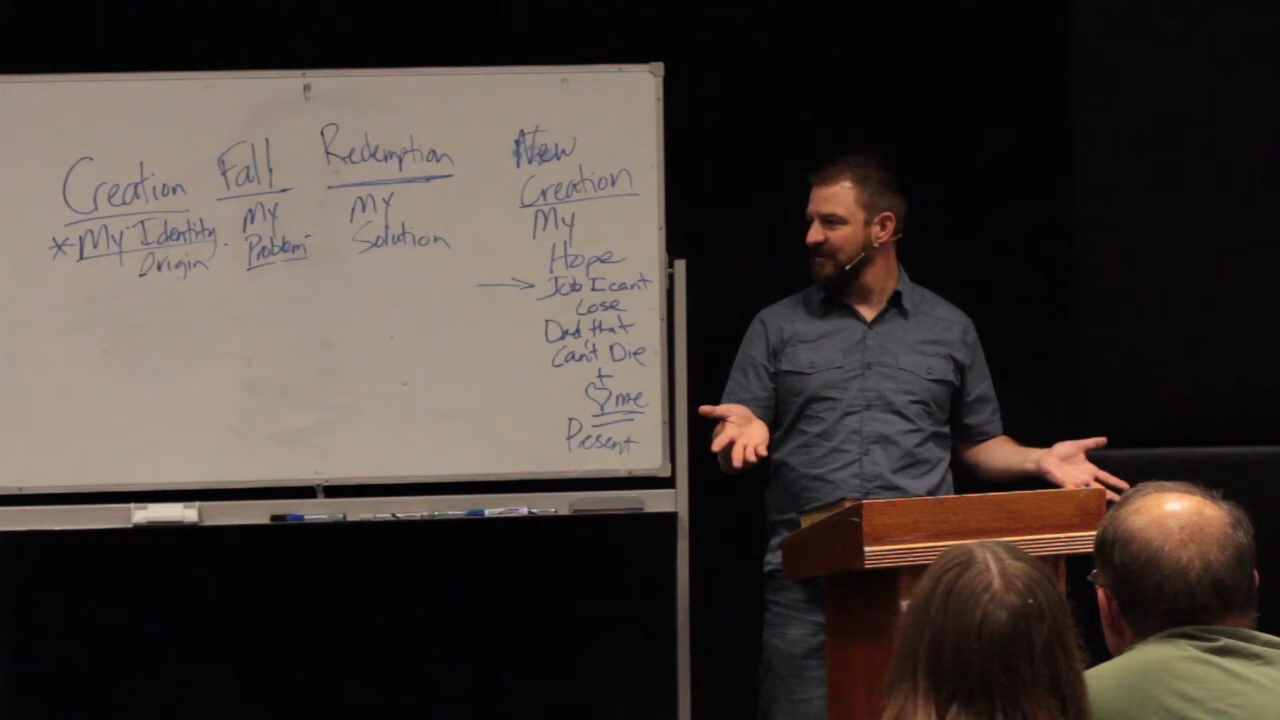 Creation
* My "Identity
Origin
Fall
My
Problem
Redemption
My
Solution
New
Creation
My
Hope
→ Job I can't
Lose
Dad that
Can't Die
+
♡ me
Present